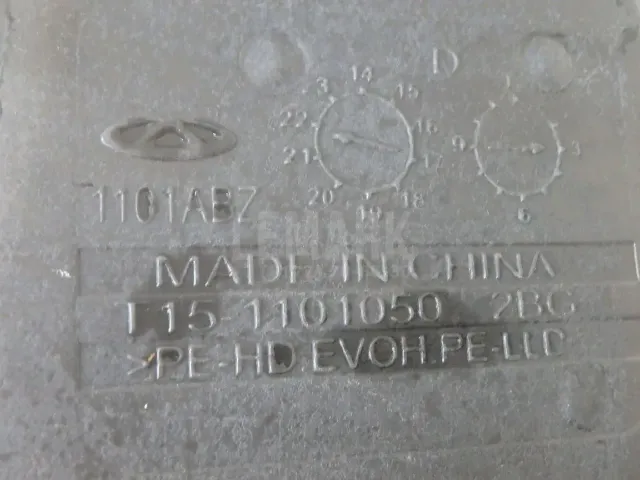 D
13 14 15 16 17 18 19 20 21 22
1 3 6 9
1101ABZ
MADE IN CHINA
T15-1101050 2BG
>PE-HD.EVOH.PE-LLD